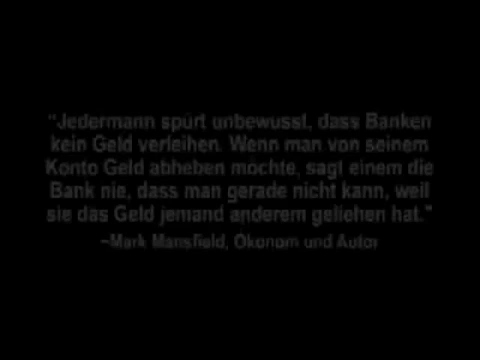 "Jedermann spürt unbewusst, dass Banken
kein Geld verleihen. Wenn man von seinem
Konto Geld abheben möchte, sagt einem die
Bank nie, dass man gerade nicht kann, weil
sie das Geld jemand anderem geliehen hat."
~Mark Mansfield, Ökonom und Autor